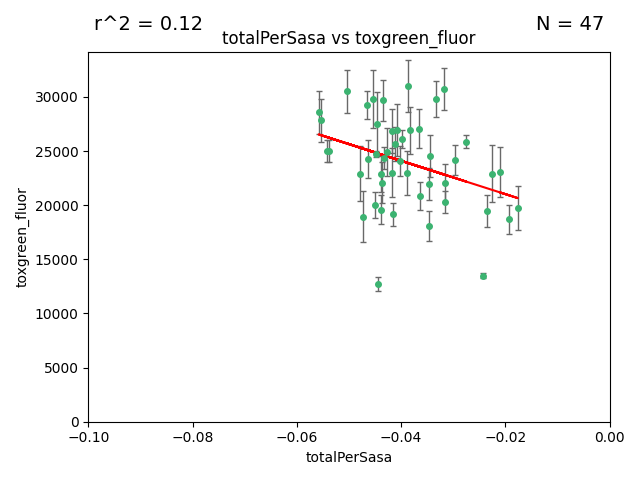 r^2 = 0.12
N = 47
totalPerSasa vs toxgreen_fluor
30000
25000
20000
15000
10000
5000
0
toxgreen_fluor
−0.10
−0.08
−0.06
−0.04
−0.02
0.00
totalPerSasa